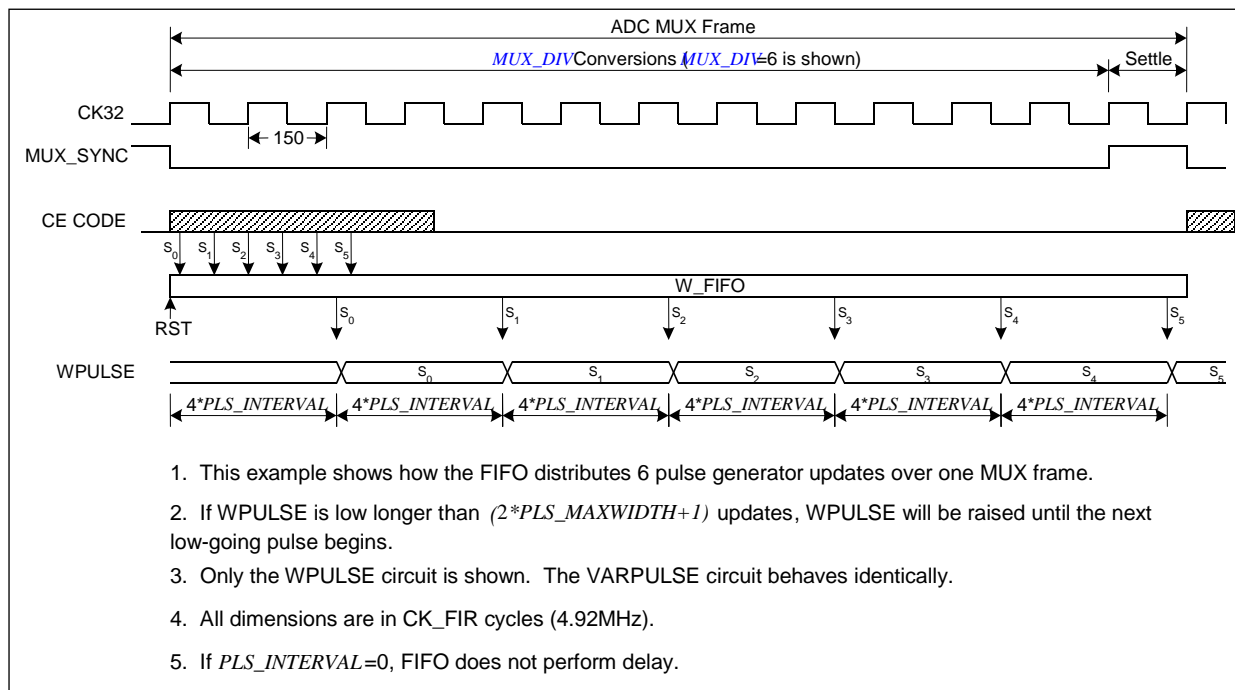 ADC MUX Frame
MUX_DIV Conversions (MUX_DIV=6 is shown)
Settle
CK32
150
MUX_SYNC
CE CODE
S0 S1 S2 S3 S4 S5
W_FIFO
RST
S0 S1 S2 S3 S4 S5
WPULSE
S0 S1 S2 S3 S4 S5
4*PLS_INTERVAL 4*PLS_INTERVAL 4*PLS_INTERVAL 4*PLS_INTERVAL 4*PLS_INTERVAL 4*PLS_INTERVAL
1. This example shows how the FIFO distributes 6 pulse generator updates over one MUX frame.
2. If WPULSE is low longer than (2*PLS_MAXWIDTH+1) updates, WPULSE will be raised until the next
low-going pulse begins.
3. Only the WPULSE circuit is shown. The VARPULSE circuit behaves identically.
4. All dimensions are in CK_FIR cycles (4.92MHz).
5. If PLS_INTERVAL=0, FIFO does not perform delay.